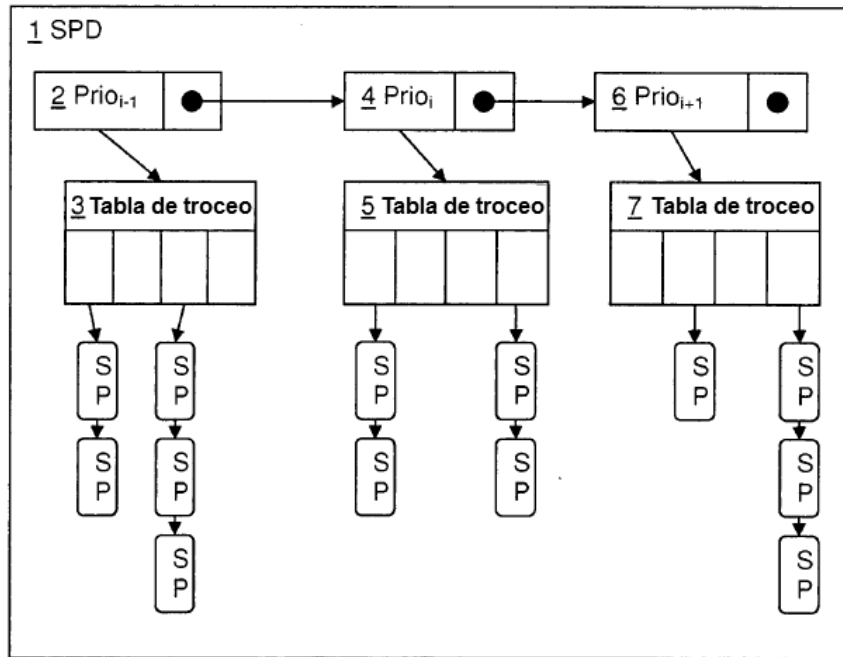 1 SPD
2 Prioi-1
4 Prioi
6 Prioi+1
3 Tabla de troceo
5 Tabla de troceo
7 Tabla de troceo
S
P
S
P
S
P
S
P
S
P
S
P
S
P
S
P
S
P
S
P
S
P
S
P
S
P